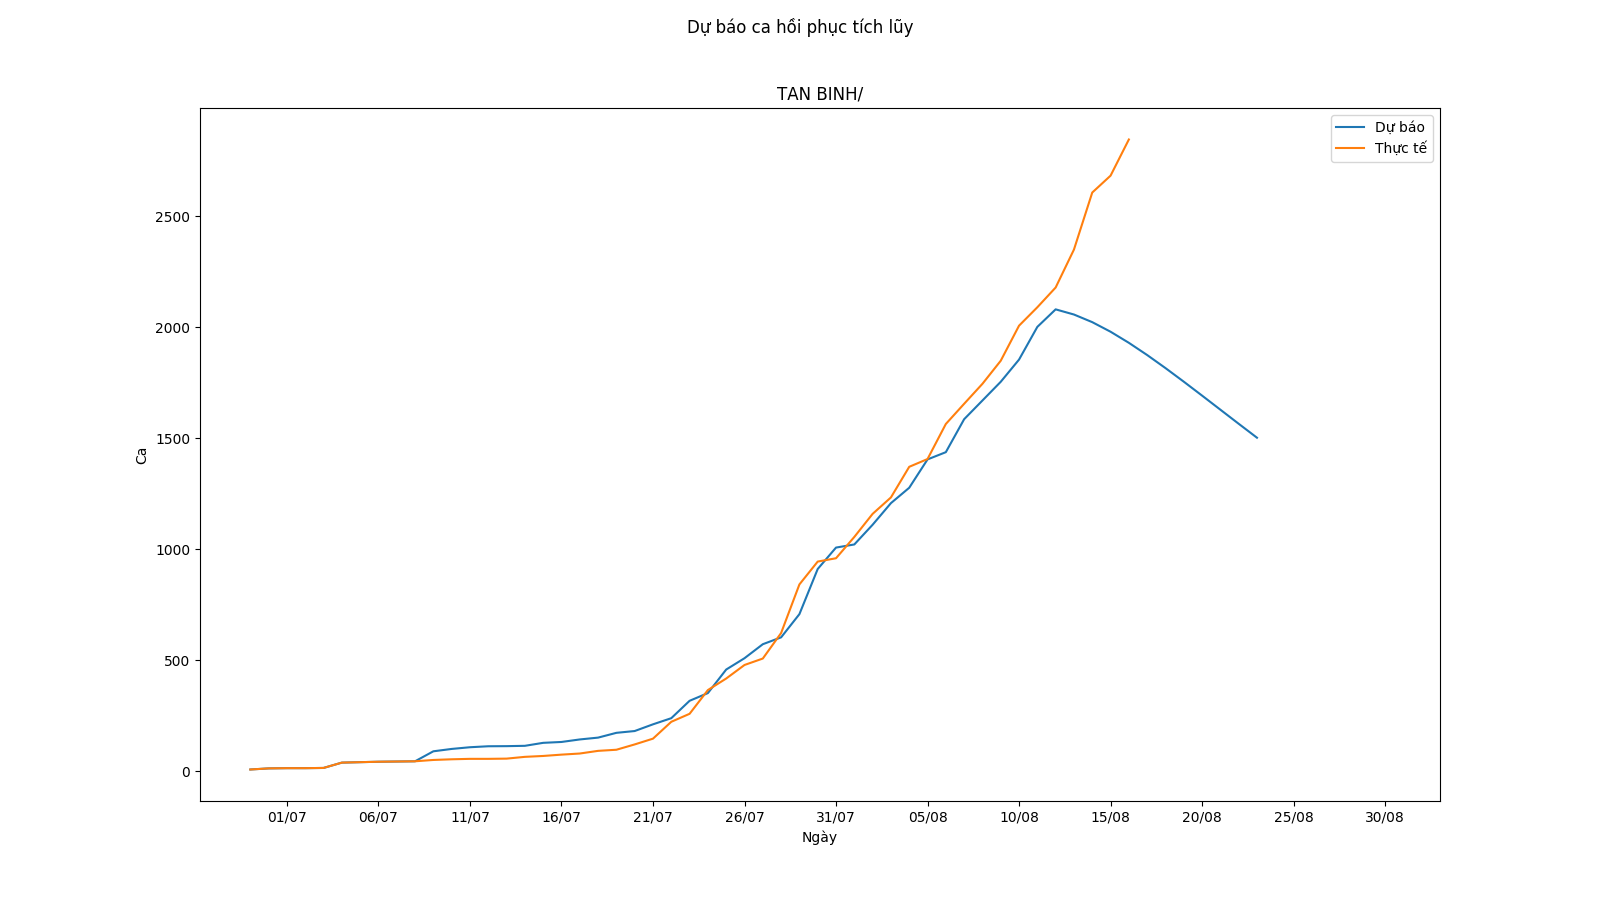 Dự báo ca hồi phục tích lũy
TAN BINH/
Dự báo
Thực tế
2500
2000
1500
1000
500
0
Ca
01/07 06/07 11/07 16/07 21/07 26/07 31/07 05/08 10/08 15/08 20/08 25/08 30/08
Ngày